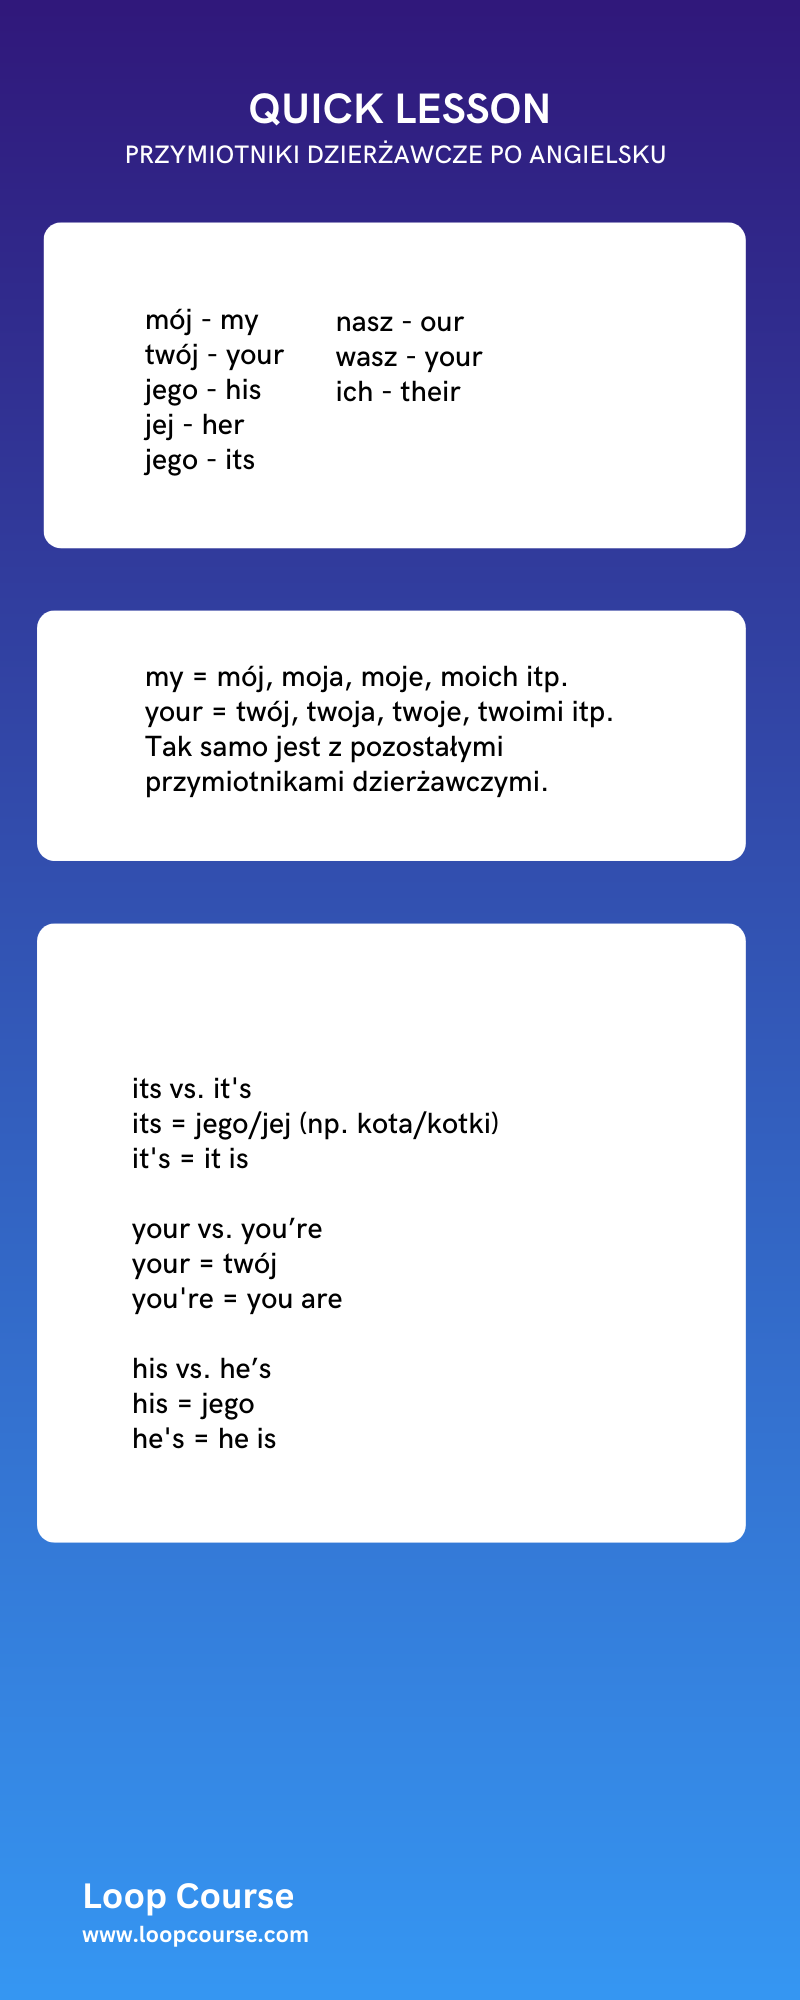 QUICK LESSON
PRZYMIOTNIKI DZIERŻAWCZE PO ANGIELSKU
mój - my
twój - your
jego - his
jej - her
jego - its
nasz - our
wasz - your
ich - their
my = mój, moja, moje, moich itp.
your = twój, twoja, twoje, twoimi itp.
Tak samo jest z pozostałymi
przymiotnikami dzierżawczymi.
its vs. it's
its = jego/jej (np. kota/kotki)
it's = it is
your vs. you’re
your = twój
you're = you are
his vs. he’s
his = jego
he's = he is
Loop Course
www.loopcourse.com